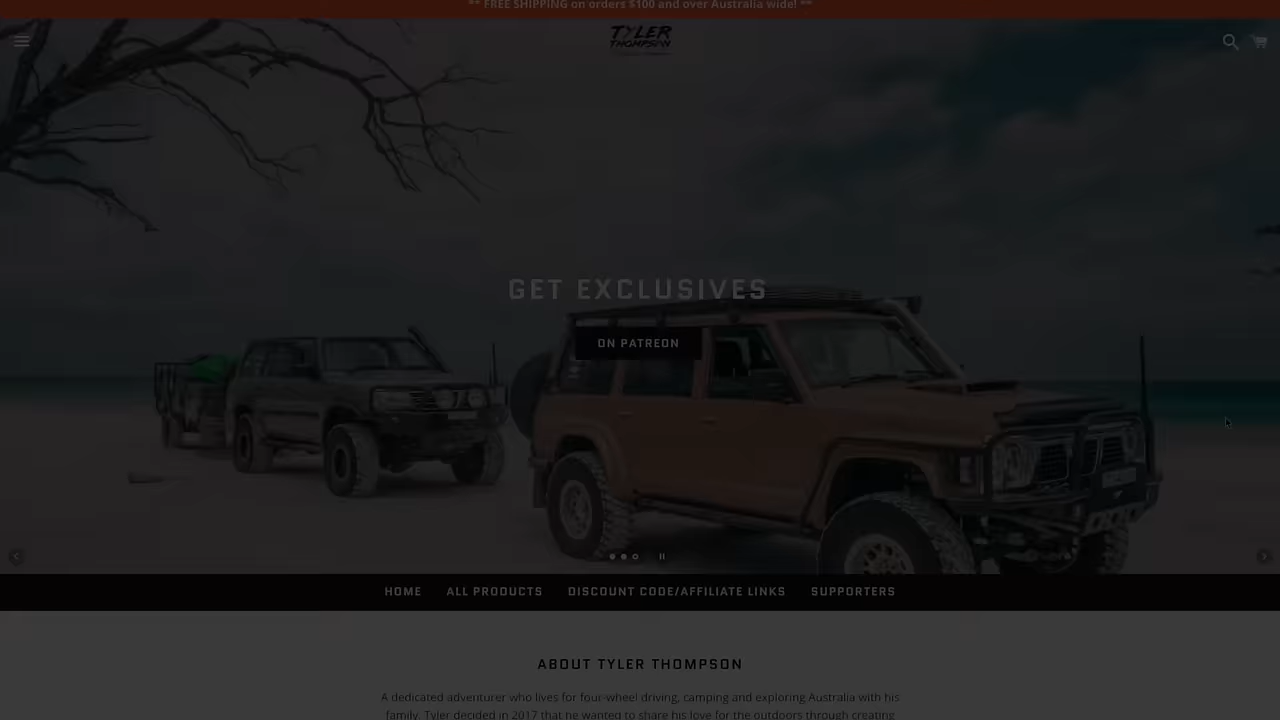 ** FREE SHIPPING on orders $100 and over Australia wide! **
TYLER
THOMPSON
GET EXCLUSIVES
ON PATREON
HOME ALL PRODUCTS DISCOUNT CODE/AFFILIATE LINKS SUPPORTERS
ABOUT TYLER THOMPSON
A dedicated adventurer who lives for four-wheel driving, camping and exploring Australia with his
family. Tyler decided in 2017 that he wanted to share his love for the outdoors through creating